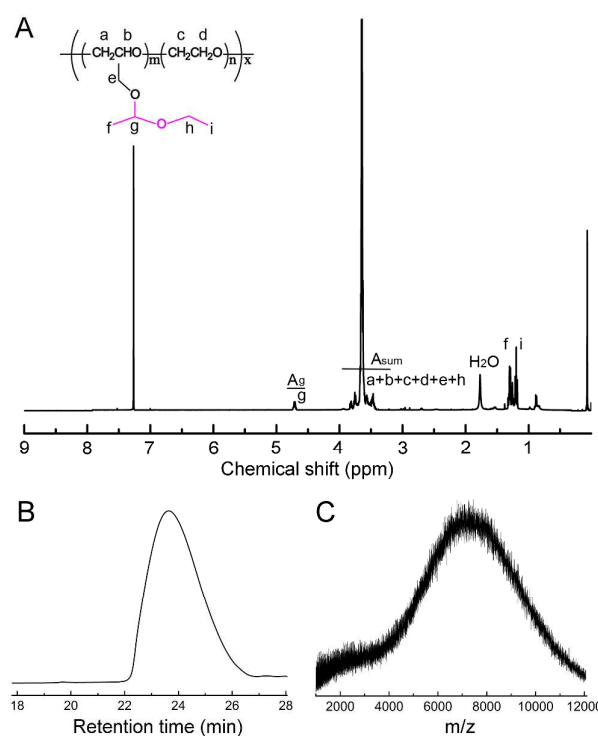 A
a b c d
( ( CH₂CHO )m ( CH₂CH₂O )n )x
e
O
f g O h i
Ag
g
Asum
a+b+c+d+e+h
H₂O
f i
9 8 7 6 5 4 3 2 1
Chemical shift (ppm)
B
18 20 22 24 26 28
Retention time (min)
C
2000 4000 6000 8000 10000 12000
m/z